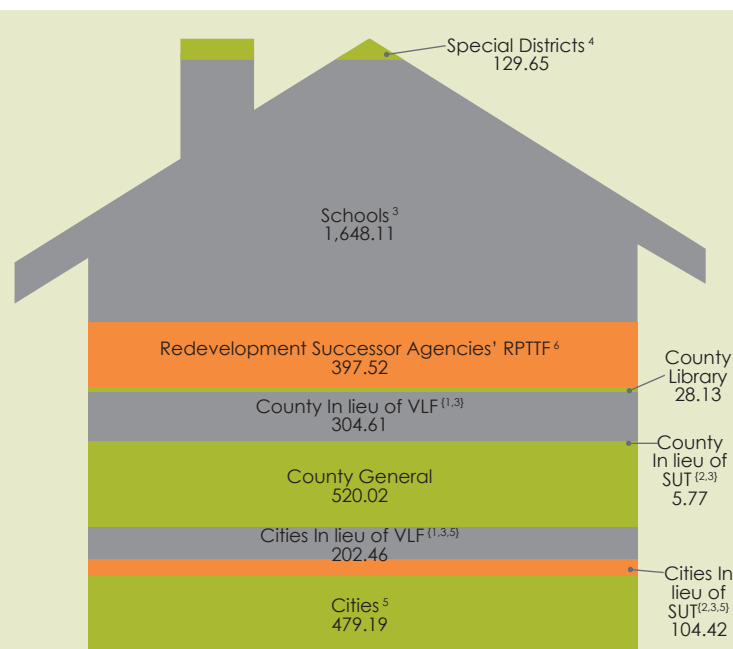 Special Districts ⁴
129.65
Schools ³
1,648.11
Redevelopment Successor Agencies’ RPTTF ⁶
397.52
County
Library
28.13
County In lieu of VLF {1,3}
304.61
County
In lieu of
SUT {2,3}
5.77
County General
520.02
Cities In lieu of VLF {1,3,5}
202.46
Cities In
lieu of
SUT{2,3,5}
104.42
Cities ⁵
479.19